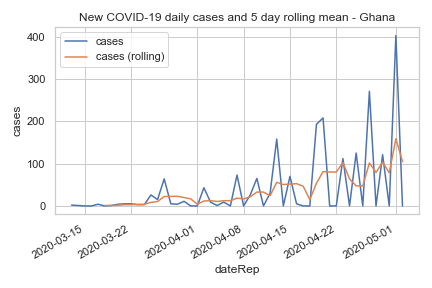 New COVID-19 daily cases and 5 day rolling mean - Ghana
cases
cases (rolling)
400
300
200
100
0
cases
2020-03-15
2020-03-22
2020-04-01
2020-04-08
2020-04-15
2020-04-22
2020-05-01
dateRep